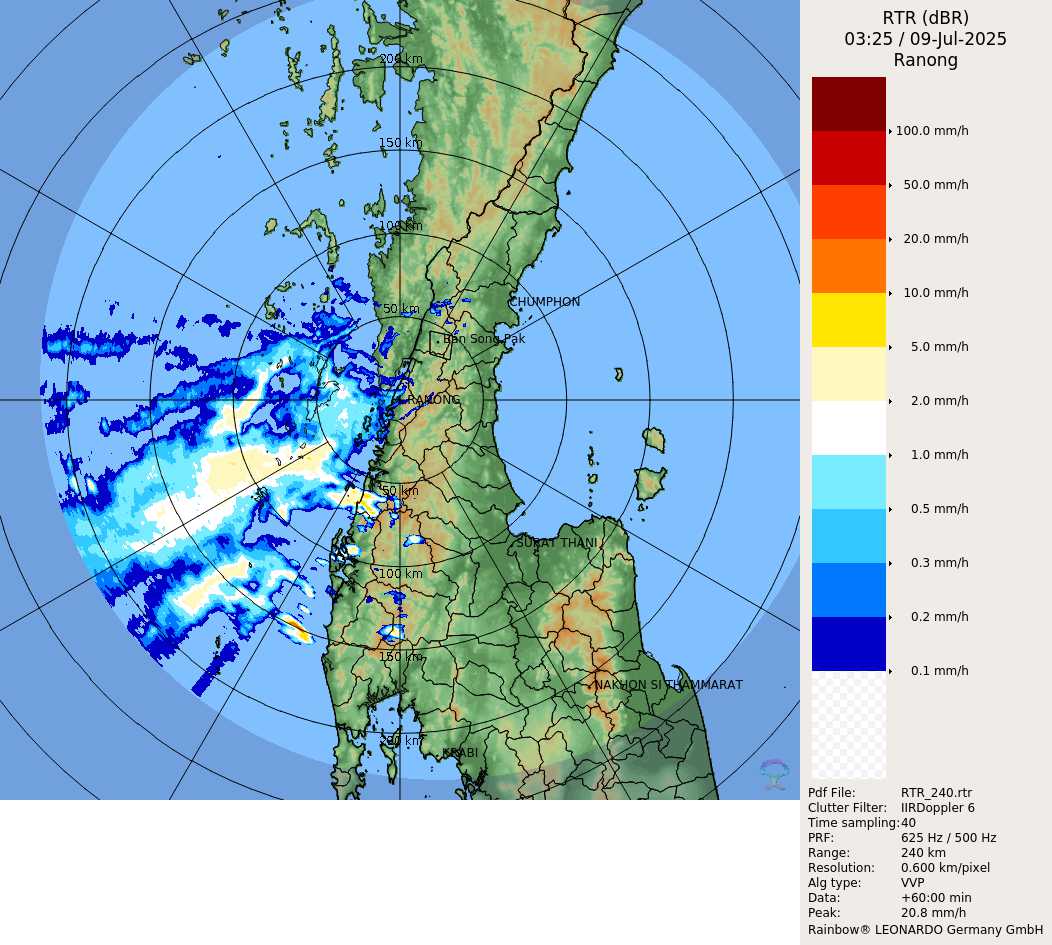 RTR (dBR)
03:25 / 09-Jul-2025
Ranong
100.0 mm/h
50.0 mm/h
20.0 mm/h
10.0 mm/h
5.0 mm/h
2.0 mm/h
1.0 mm/h
0.5 mm/h
0.3 mm/h
0.2 mm/h
0.1 mm/h
200 km
150 km
100 km
50 km
CHUMPHON
Ban Song Pak
RANONG
50 km
SURAT THANI
100 km
150 km
NAKHON SI THAMMARAT
200 km
KRABI
Pdf File: RTR_240.rtr
Clutter Filter: IIRDoppler 6
Time sampling: 40
PRF: 625 Hz / 500 Hz
Range: 240 km
Resolution: 0.600 km/pixel
Alg type: VVP
Data: +60:00 min
Peak: 20.8 mm/h
Rainbow® LEONARDO Germany GmbH